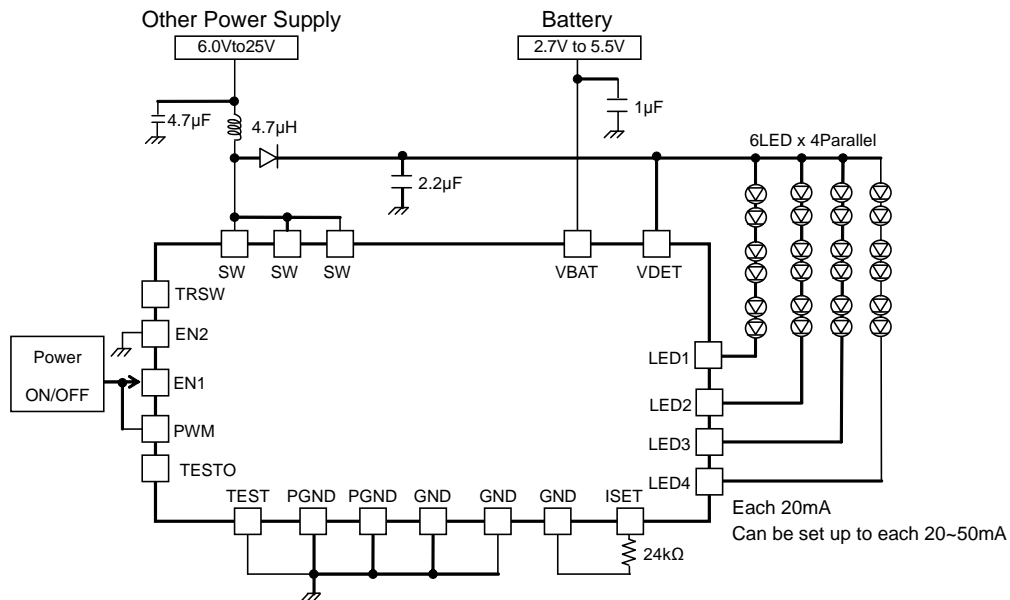 Other Power Supply
6.0Vto25V
Battery
2.7V to 5.5V
4.7µF
4.7µH
1µF
6LED x 4Parallel
2.2µF
SW
SW
SW
VBAT
VDET
TRSW
EN2
Power
ON/OFF
EN1
PWM
TESTO
LED1
LED2
LED3
LED4
TEST
PGND
PGND
GND
GND
GND
ISET
24kΩ
Each 20mA
Can be set up to each 20~50mA